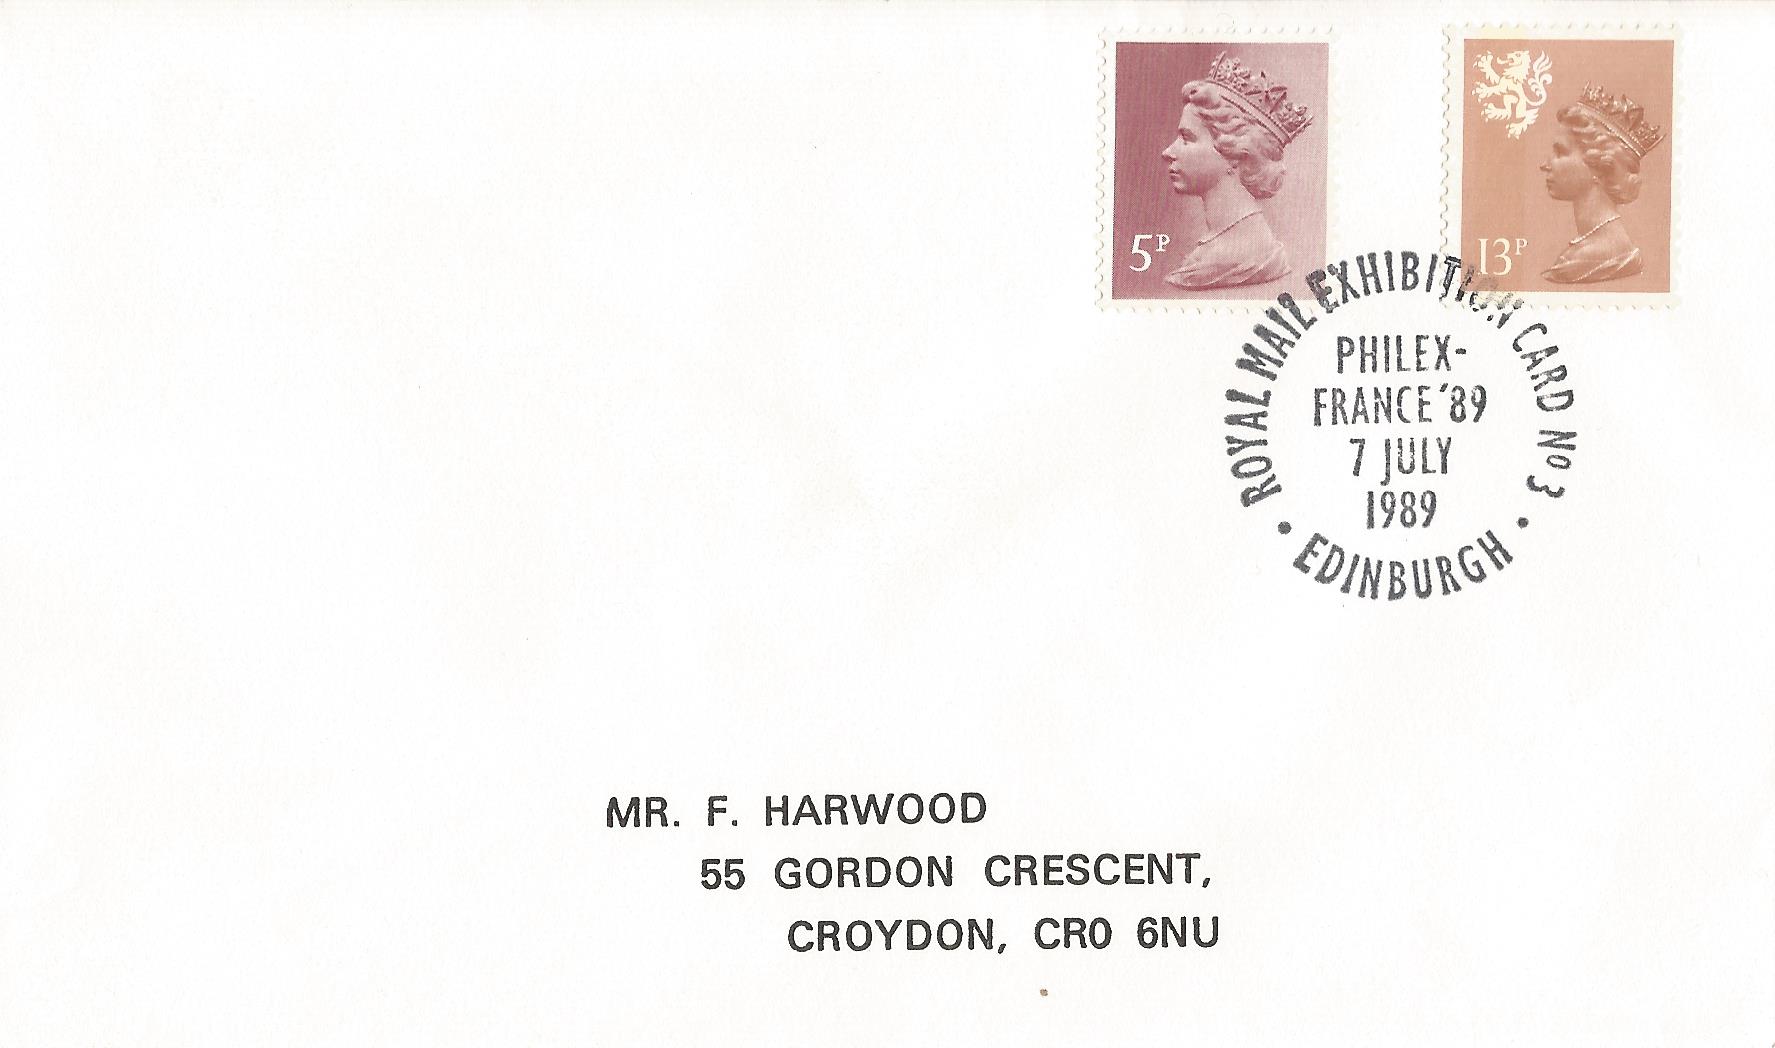 5P
13P
ROYAL MAIL EXHIBITION CARD No 3
PHILEX-
FRANCE '89
7 JULY
1989
• EDINBURGH •
MR. F. HARWOOD
55 GORDON CRESCENT,
CROYDON, CR0 6NU